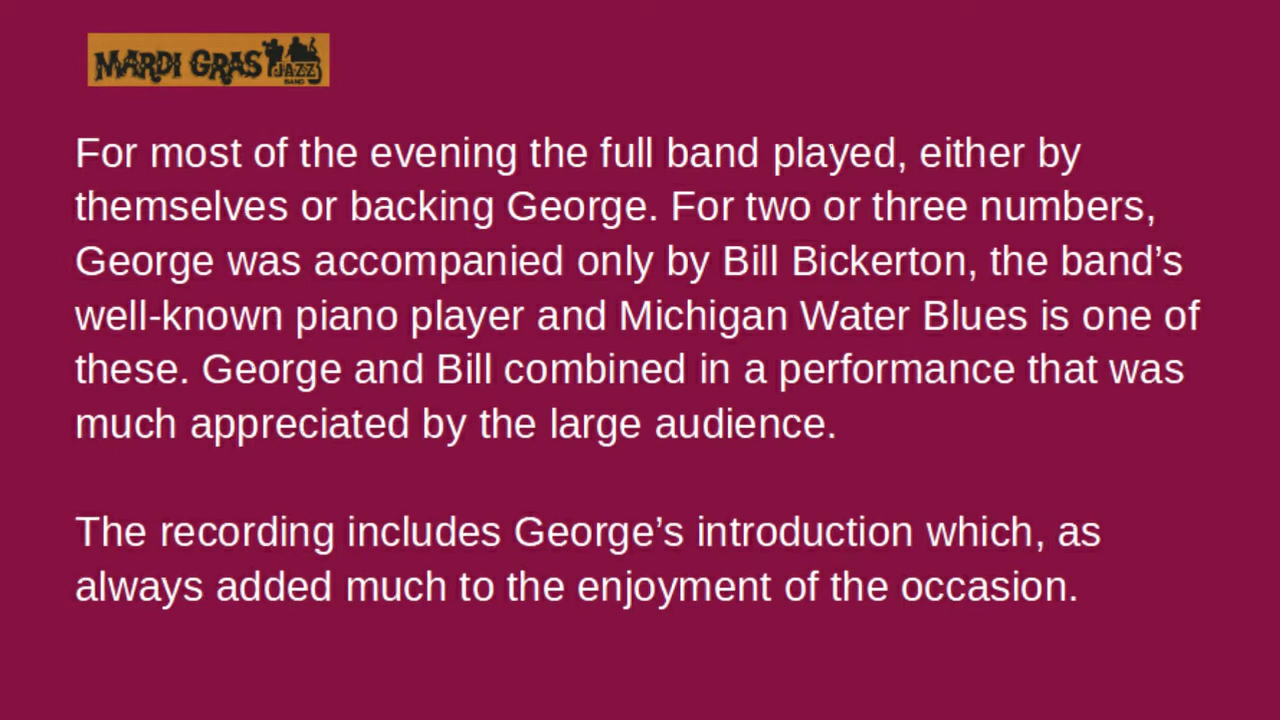 MARDI GRAS JAZZ
BAND
For most of the evening the full band played, either by
themselves or backing George. For two or three numbers,
George was accompanied only by Bill Bickerton, the band’s
well-known piano player and Michigan Water Blues is one of
these. George and Bill combined in a performance that was
much appreciated by the large audience.
The recording includes George’s introduction which, as
always added much to the enjoyment of the occasion.